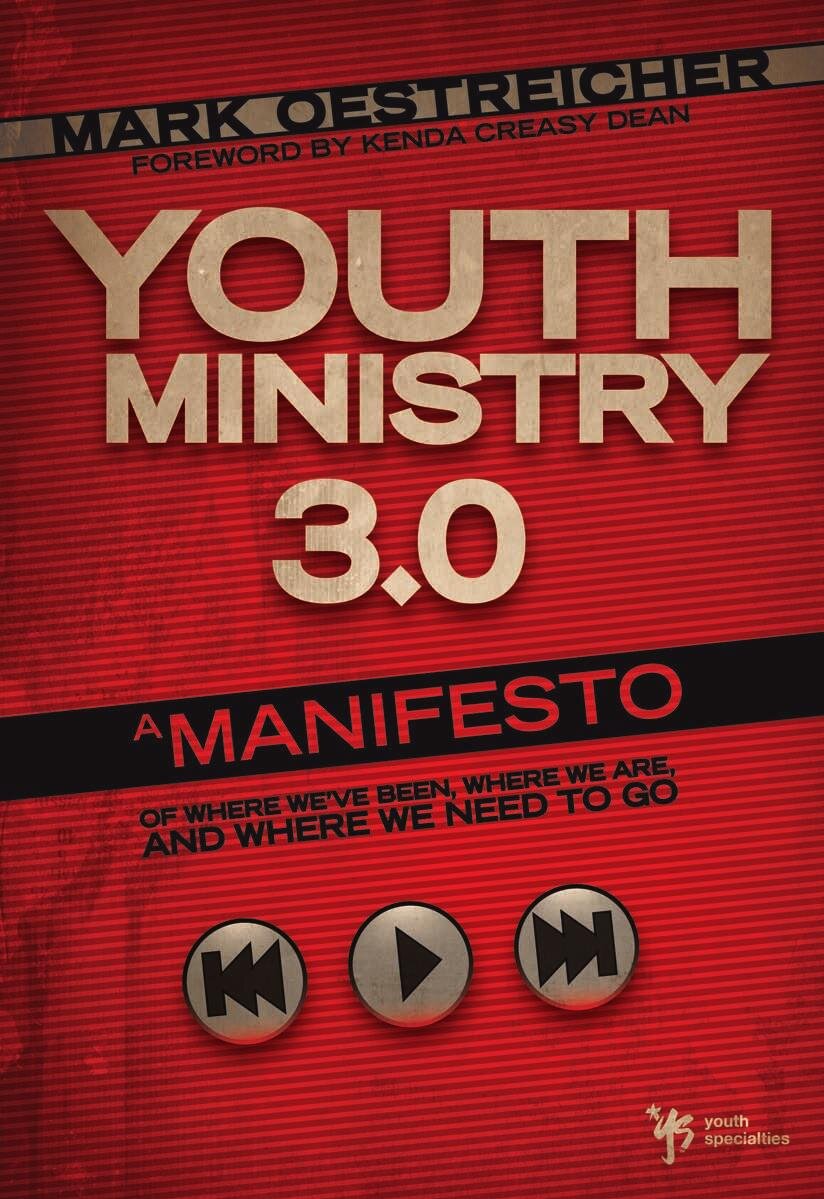 MARK OESTREICHER
FOREWORD BY KENDA CREASY DEAN
YOUTH
MINISTRY
3.0
A MANIFESTO
OF WHERE WE'VE BEEN, WHERE WE ARE,
AND WHERE WE NEED TO GO
ys youth
specialties